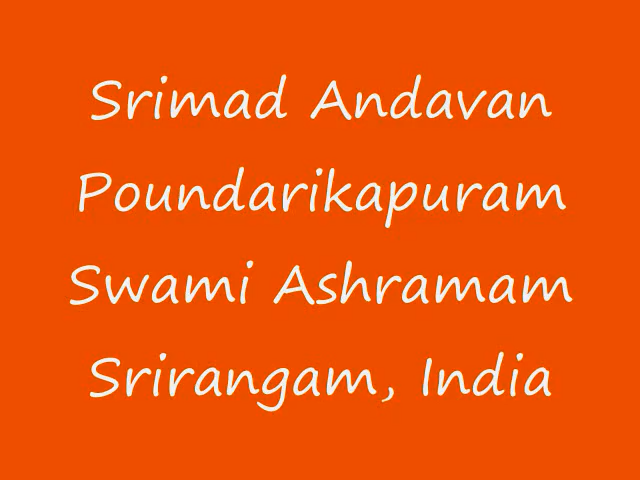 Srimad Andavan
Poundarikapuram
Swami Ashramam
Srirangam, India